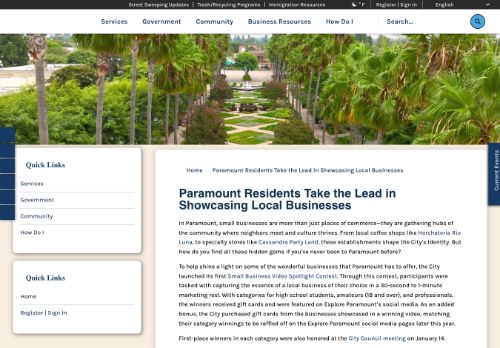 Street Sweeping Updates | Trash/Recycling Programs | Immigration Resources
° F
Register | Sign In
English
Services Government Community Business Resources How Do I
Search...
Current Events
Quick Links
Services
Government
Community
How Do I
Quick Links
Home
Register | Sign In
Home Paramount Residents Take the Lead in Showcasing Local Businesses
Paramount Residents Take the Lead in
Showcasing Local Businesses
In Paramount, small businesses are more than just places of commerce—they are gathering hubs of
the community where neighbors meet and culture thrives. From local coffee shops like Horchateria Rio
Luna, to specialty stores like Cassandra Party Land, these establishments shape the City's identity. But
how do you find all these hidden gems if you've never been to Paramount before?
To help shine a light on some of the wonderful businesses that Paramount has to offer, the City
launched its first Small Business Video Spotlight Contest. Through this contest, participants were
tasked with capturing the essence of a local business of their choice in a 30-second to 1-minute
marketing reel. With categories for high school students, amateurs (18 and over), and professionals,
the winners received gift cards and were featured on Explore Paramount's social media. As an added
bonus, the City purchased gift cards from the businesses showcased in a winning video, matching
their category winnings to be raffled off on the Explore Paramount social media pages later this year.
First-place winners in each category were also honored at the City Council meeting on January 14.